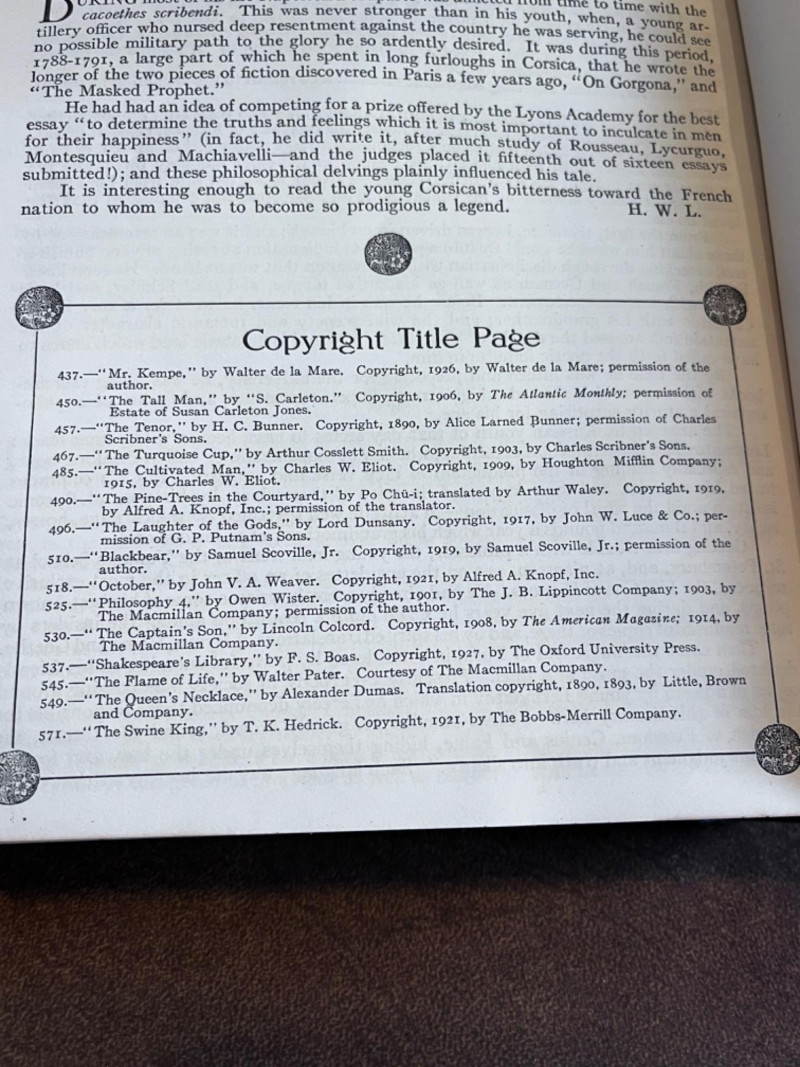 DURING most of his
time to time with the
cacoethes scribendi. This was never stronger than in his youth, when, a young ar-
tillery officer who nursed deep resentment against the country he was serving, he could see
no possible military path to the glory he so ardently desired. It was during this period,
1788-1791, a large part of which he spent in long furloughs in Corsica, that he wrote the
longer of the two pieces of fiction discovered in Paris a few years ago, "On Gorgona," and
"The Masked Prophet."
He had had an idea of competing for a prize offered by the Lyons Academy for the best
essay "to determine the truths and feelings which it is most important to inculcate in men
for their happiness" (in fact, he did write it, after much study of Rousseau, Lycurguo,
Montesquieu and Machiavelli—and the judges placed it fifteenth out of sixteen essays
submitted!); and these philosophical delvings plainly influenced his tale.
It is interesting enough to read the young Corsican's bitterness toward the French
nation to whom he was to become so prodigious a legend. H. W. L.
Copyright Title Page
437.—"Mr. Kempe," by Walter de la Mare. Copyright, 1926, by Walter de la Mare; permission of the
author.
450.—"The Tall Man," by "S. Carleton." Copyright, 1906, by The Atlantic Monthly; permission of
Estate of Susan Carleton Jones.
457.—"The Tenor," by H. C. Bunner. Copyright, 1890, by Alice Larned Bunner; permission of Charles
Scribner's Sons.
467.—"The Turquoise Cup," by Arthur Cosslett Smith. Copyright, 1903, by Charles Scribner's Sons.
485.—"The Cultivated Man," by Charles W. Eliot. Copyright, 1909, by Houghton Mifflin Company;
1915, by Charles W. Eliot.
490.—"The Pine-Trees in the Courtyard," by Po Chü-i; translated by Arthur Waley. Copyright, 1919,
by Alfred A. Knopf, Inc.; permission of the translator.
496.—"The Laughter of the Gods," by Lord Dunsany. Copyright, 1917, by John W. Luce & Co.; per-
mission of G. P. Putnam's Sons.
510.—"Blackbear," by Samuel Scoville, Jr. Copyright, 1919, by Samuel Scoville, Jr.; permission of the
author.
518.—"October," by John V. A. Weaver. Copyright, 1921, by Alfred A. Knopf, Inc.
525.—"Philosophy 4," by Owen Wister. Copyright, 1901, by The J. B. Lippincott Company; 1903, by
The Macmillan Company; permission of the author.
530.—"The Captain's Son," by Lincoln Colcord. Copyright, 1908, by The American Magazine; 1914, by
The Macmillan Company.
537.—"Shakespeare's Library," by F. S. Boas. Copyright, 1927, by The Oxford University Press.
545.—"The Flame of Life," by Walter Pater. Courtesy of The Macmillan Company.
549.—"The Queen's Necklace," by Alexander Dumas. Translation copyright, 1890, 1893, by Little, Brown
and Company.
571.—"The Swine King," by T. K. Hedrick. Copyright, 1921, by The Bobbs-Merrill Company.